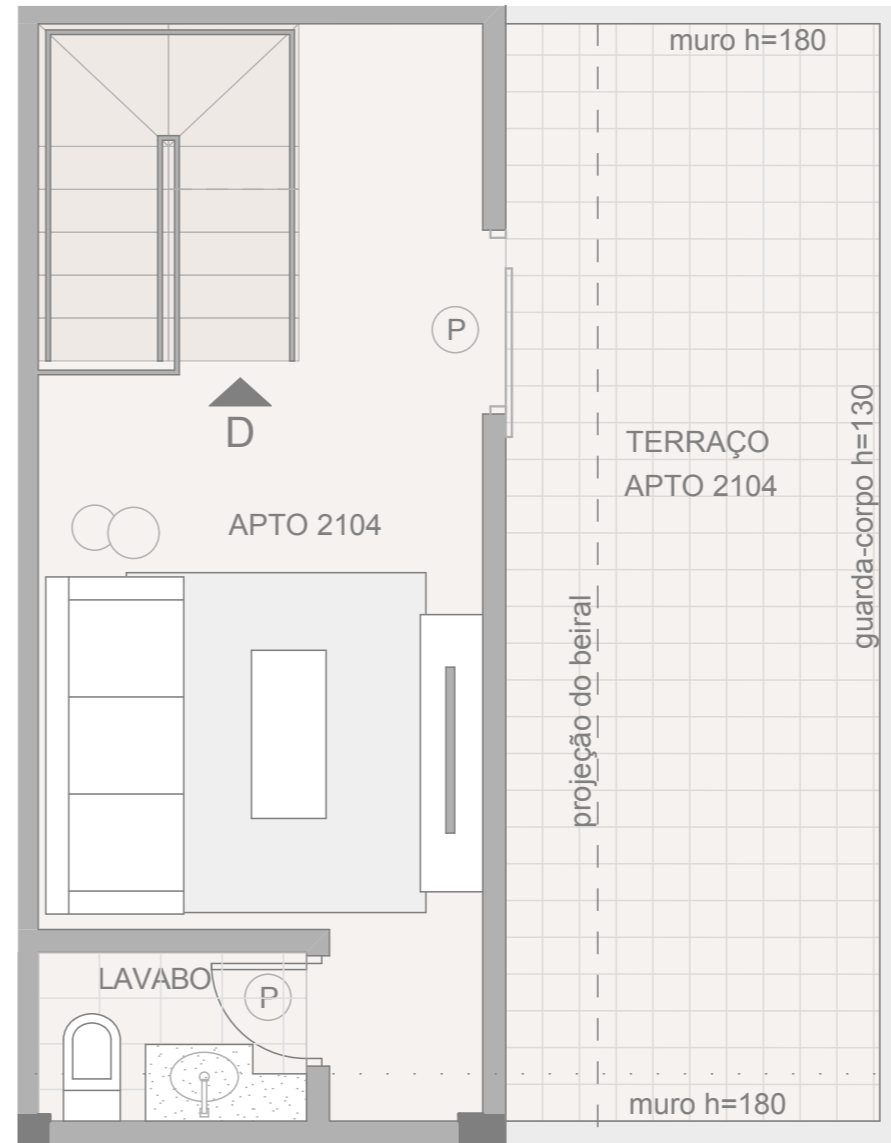 muro h=180
P
D
TERRAÇO
APTO 2104
guarda-corpo h=130
APTO 2104
projeção do beiral
LAVABO
P
muro h=180